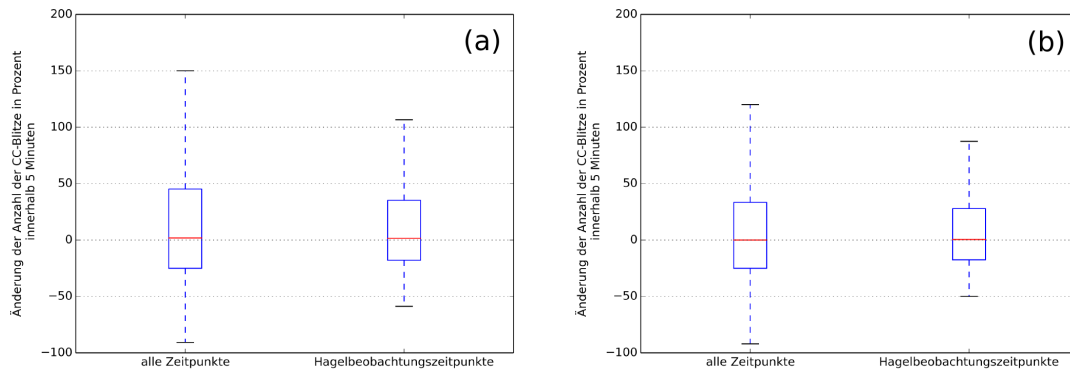 (a)
Änderung der Anzahl der CC-Blitze in Prozent
innerhalb 5 Minuten
200
150
100
50
0
−50
−100
alle Zeitpunkte
Hagelbeobachtungszeitpunkte
(b)
Änderung der Anzahl der CC-Blitze in Prozent
innerhalb 5 Minuten
200
150
100
50
0
−50
−100
alle Zeitpunkte
Hagelbeobachtungszeitpunkte